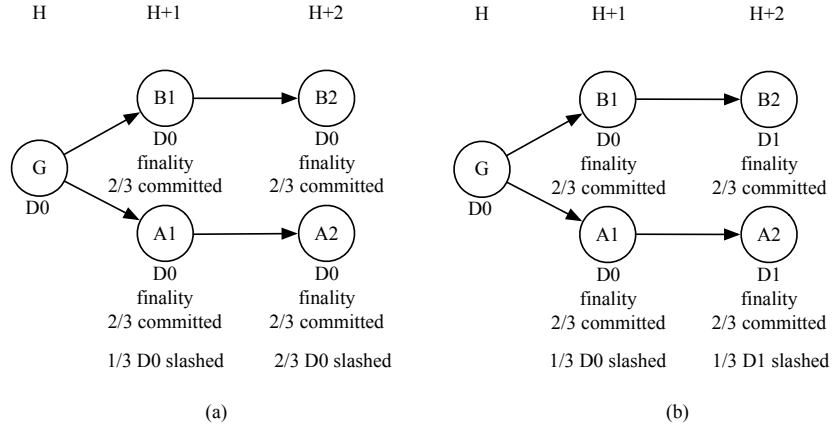 H H+1 H+2
B1 B2
D0 D0
finality finality
2/3 committed 2/3 committed
G
D0
A1 A2
D0 D0
finality finality
2/3 committed 2/3 committed
1/3 D0 slashed 2/3 D0 slashed
(a)
H H+1 H+2
B1 B2
D0 D1
finality finality
2/3 committed 2/3 committed
G
D0
A1 A2
D0 D1
finality finality
2/3 committed 2/3 committed
1/3 D0 slashed 1/3 D1 slashed
(b)